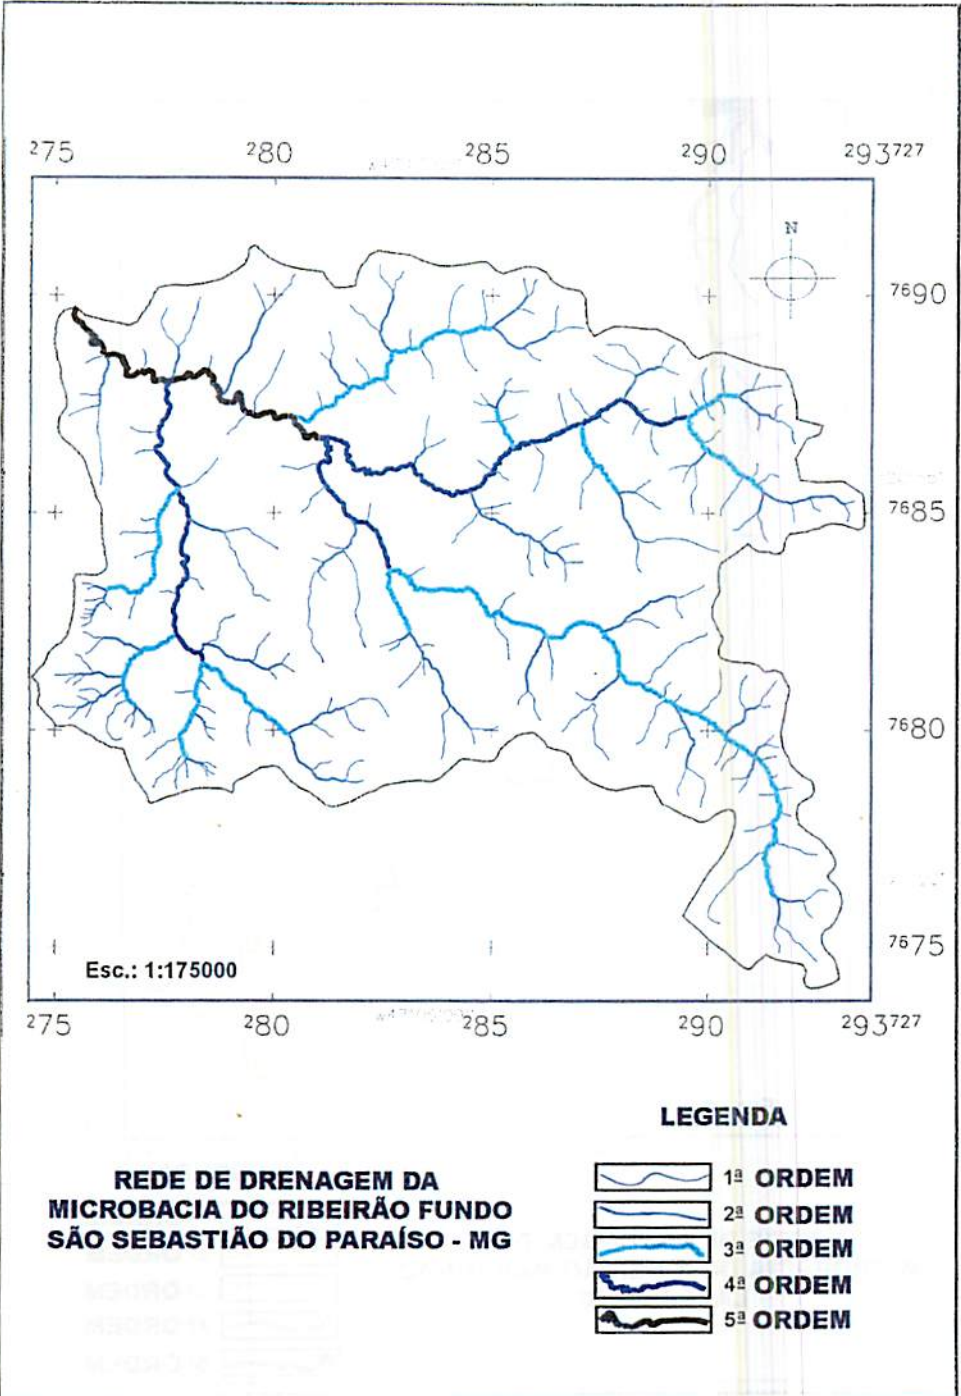 275 280 285 290 293727
N
7690
7685
7680
7675
Esc.: 1:175000
275 280 285 290 293727
LEGENDA
REDE DE DRENAGEM DA
MICROBACIA DO RIBEIRÃO FUNDO
SÃO SEBASTIÃO DO PARAÍSO - MG
1ª ORDEM
2ª ORDEM
3ª ORDEM
4ª ORDEM
5ª ORDEM